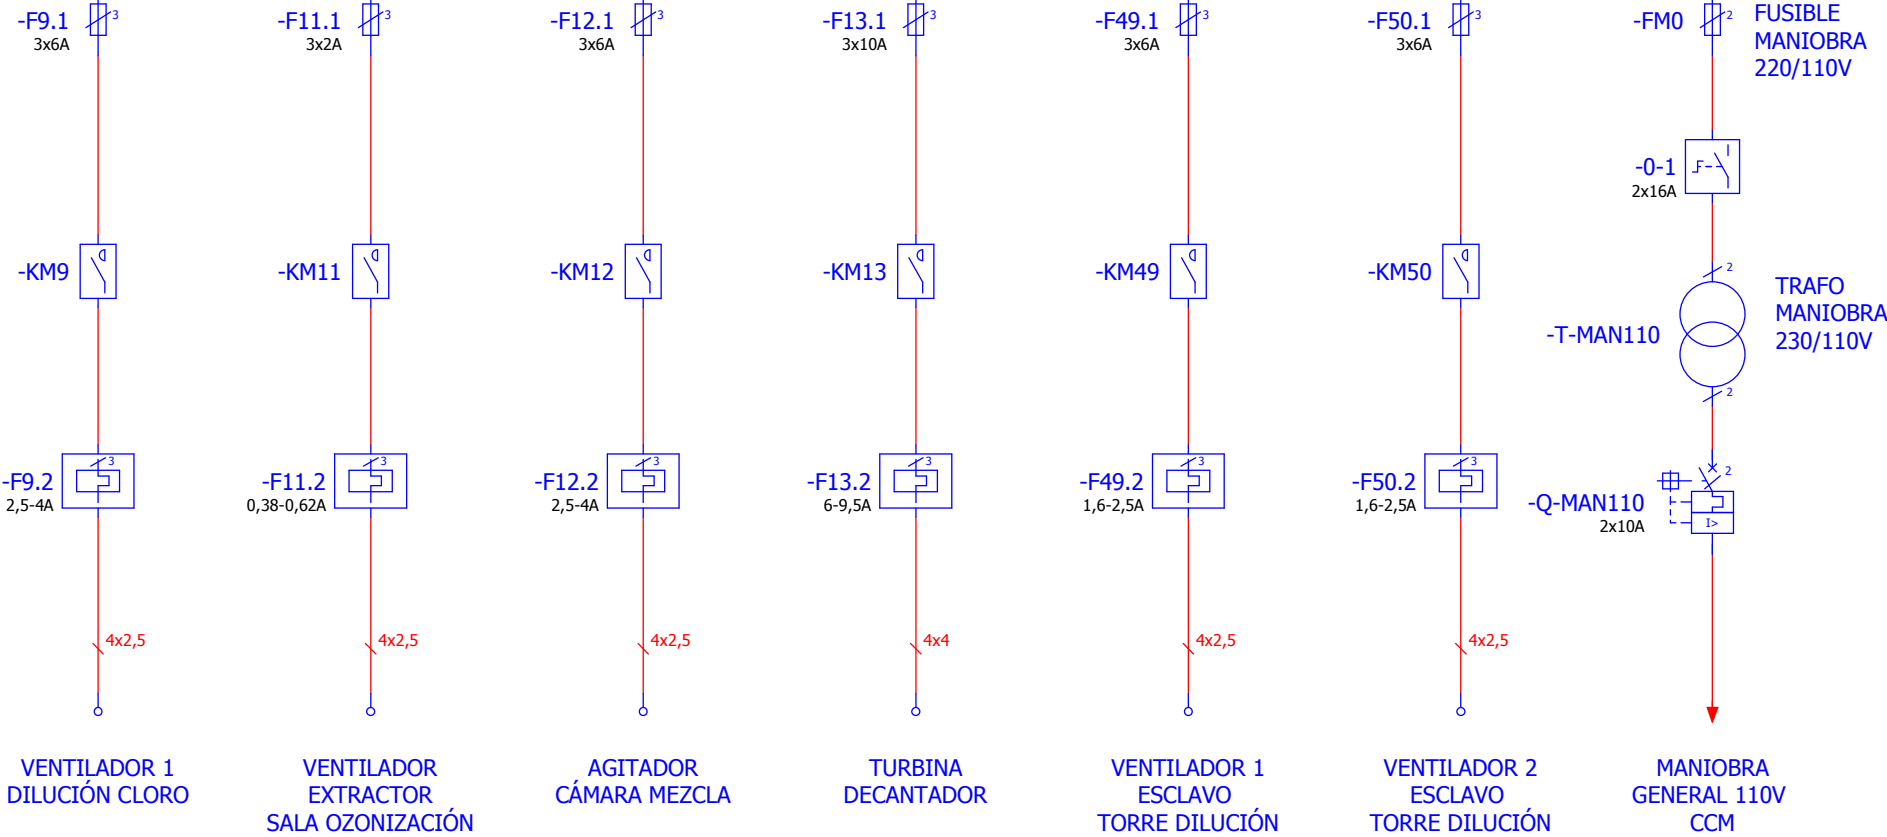 -F9.1
3x6A
3
-F11.1
3x2A
3
-F12.1
3x6A
3
-F13.1
3x10A
3
-F49.1
3x6A
3
-F50.1
3x6A
3
-FM0
2
FUSIBLE
MANIOBRA
220/110V
-0-1
2x16A
-KM9
-KM11
-KM12
-KM13
-KM49
-KM50
2
-T-MAN110
2
TRAFO
MANIOBRA
230/110V
-F9.2
2,5-4A
3
-F11.2
0,38-0,62A
3
-F12.2
2,5-4A
3
-F13.2
6-9,5A
3
-F49.2
1,6-2,5A
3
-F50.2
1,6-2,5A
3
-Q-MAN110
2x10A
2
I>
4x2,5
4x2,5
4x2,5
4x4
4x2,5
4x2,5
VENTILADOR 1
DILUCIÓN CLORO
VENTILADOR
EXTRACTOR
SALA OZONIZACIÓN
AGITADOR
CÁMARA MEZCLA
TURBINA
DECANTADOR
VENTILADOR 1
ESCLAVO
TORRE DILUCIÓN
VENTILADOR 2
ESCLAVO
TORRE DILUCIÓN
MANIOBRA
GENERAL 110V
CCM